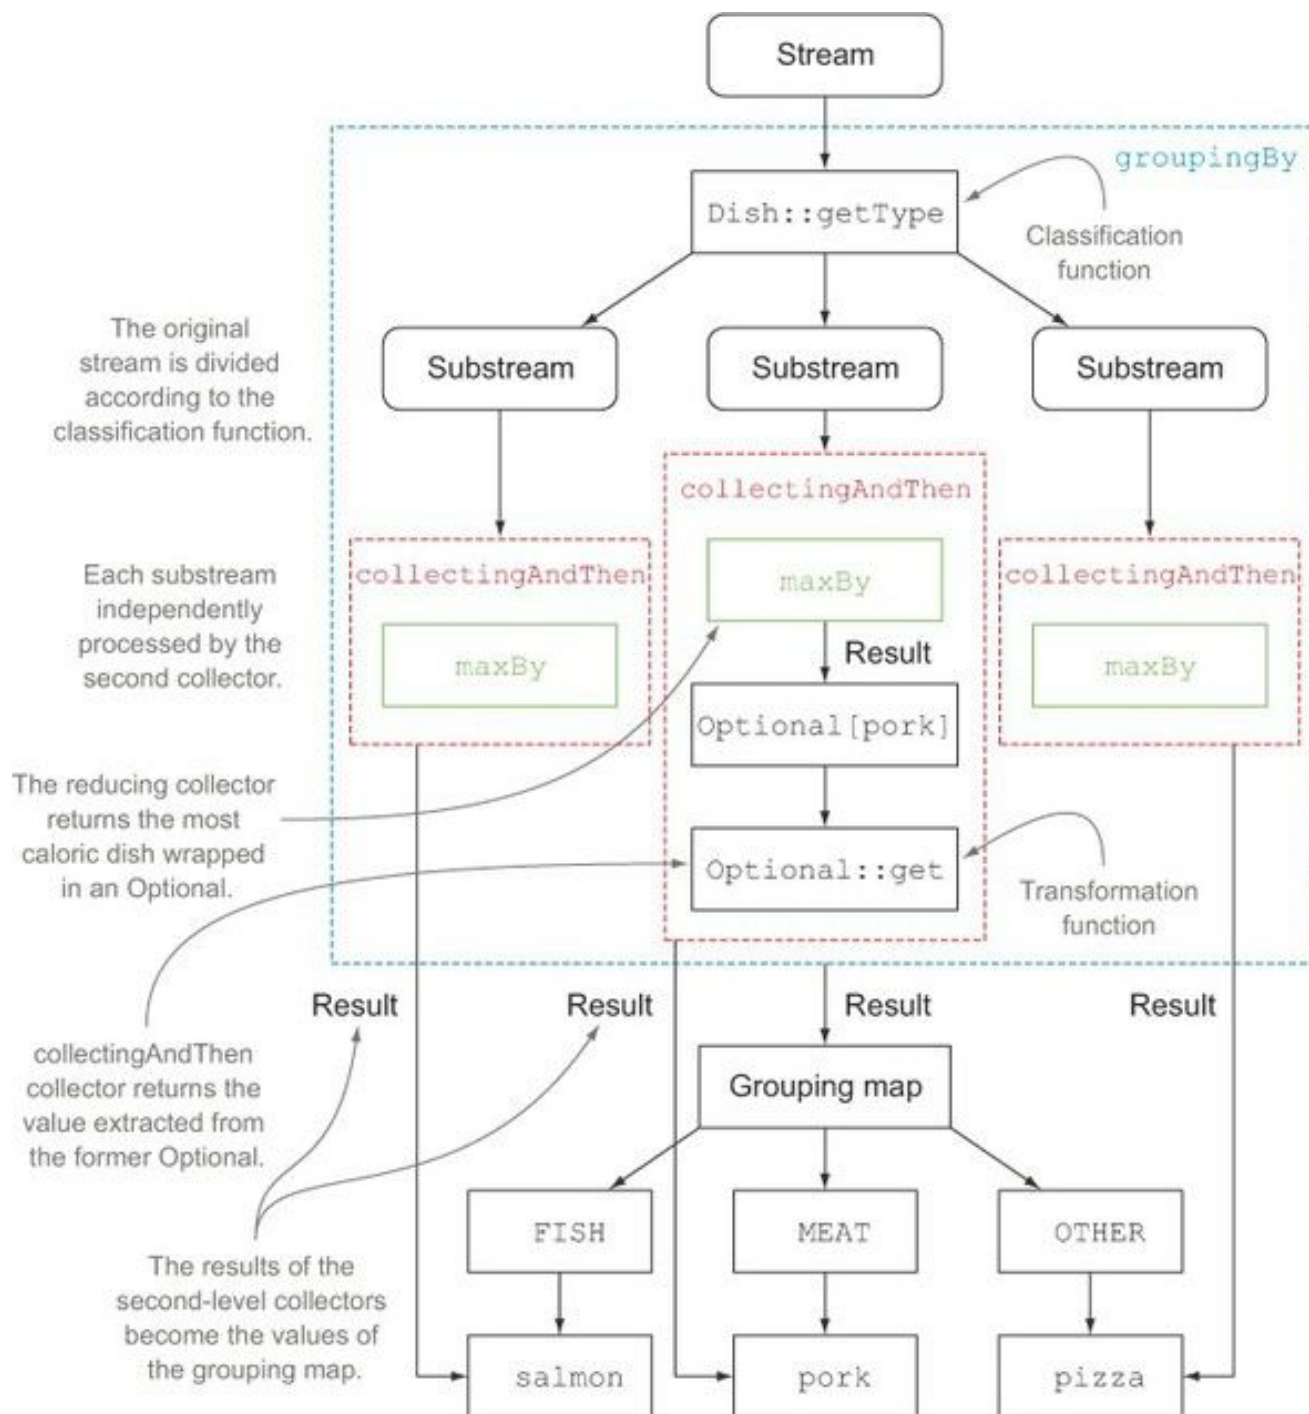 Stream
groupingBy
Dish::getType
Classification
function
The original
stream is divided
according to the
classification function.
Substream
Substream
Substream
collectingAndThen
maxBy
Result
Optional[pork]
Optional::get
collectingAndThen
maxBy
collectingAndThen
maxBy
Each substream
independently
processed by the
second collector.
The reducing collector
returns the most
caloric dish wrapped
in an Optional.
Transformation
function
Result
Result
Result
Result
collectingAndThen
collector returns the
value extracted from
the former Optional.
Grouping map
FISH
MEAT
OTHER
The results of the
second-level collectors
become the values of
the grouping map.
salmon
pork
pizza